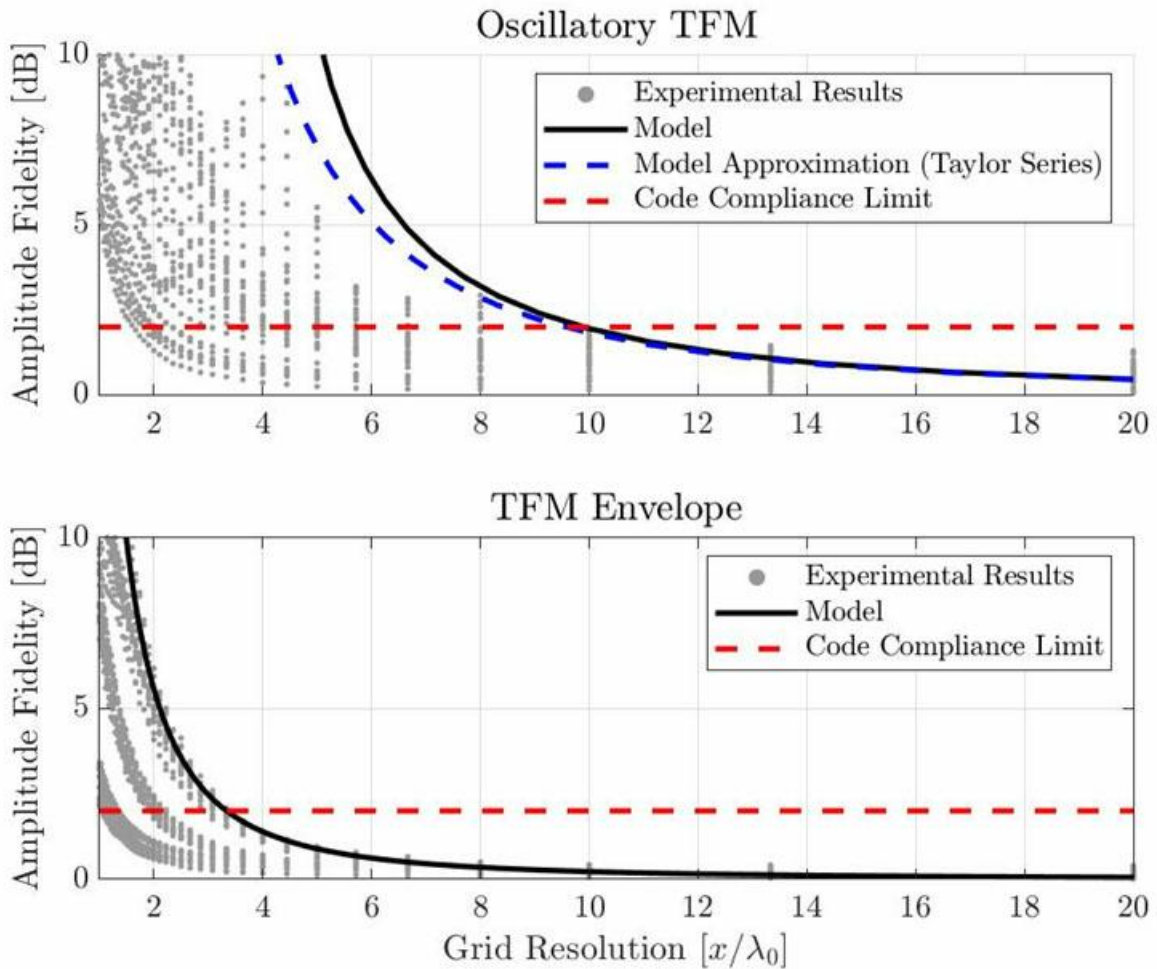 Oscillatory TFM
Amplitude Fidelity [dB]
10
5
0
Experimental Results
Model
Model Approximation (Taylor Series)
Code Compliance Limit
2 4 6 8 10 12 14 16 18 20
TFM Envelope
Amplitude Fidelity [dB]
10
5
0
Experimental Results
Model
Code Compliance Limit
2 4 6 8 10 12 14 16 18 20
Grid Resolution [x/λ₀]